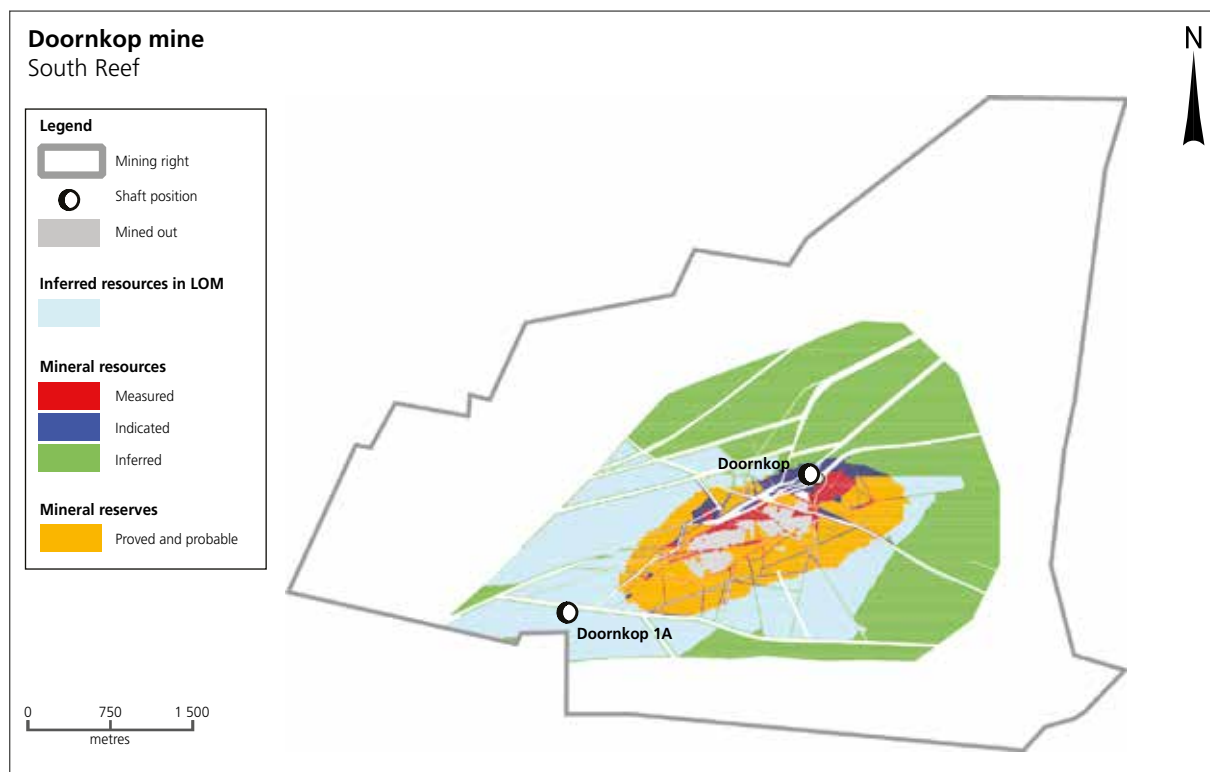 Doornkop mine
South Reef
N
Legend
Mining right
Shaft position
Mined out
Inferred resources in LOM
Mineral resources
Measured
Indicated
Inferred
Mineral reserves
Proved and probable
Doornkop
Doornkop 1A
0 750 1 500
metres